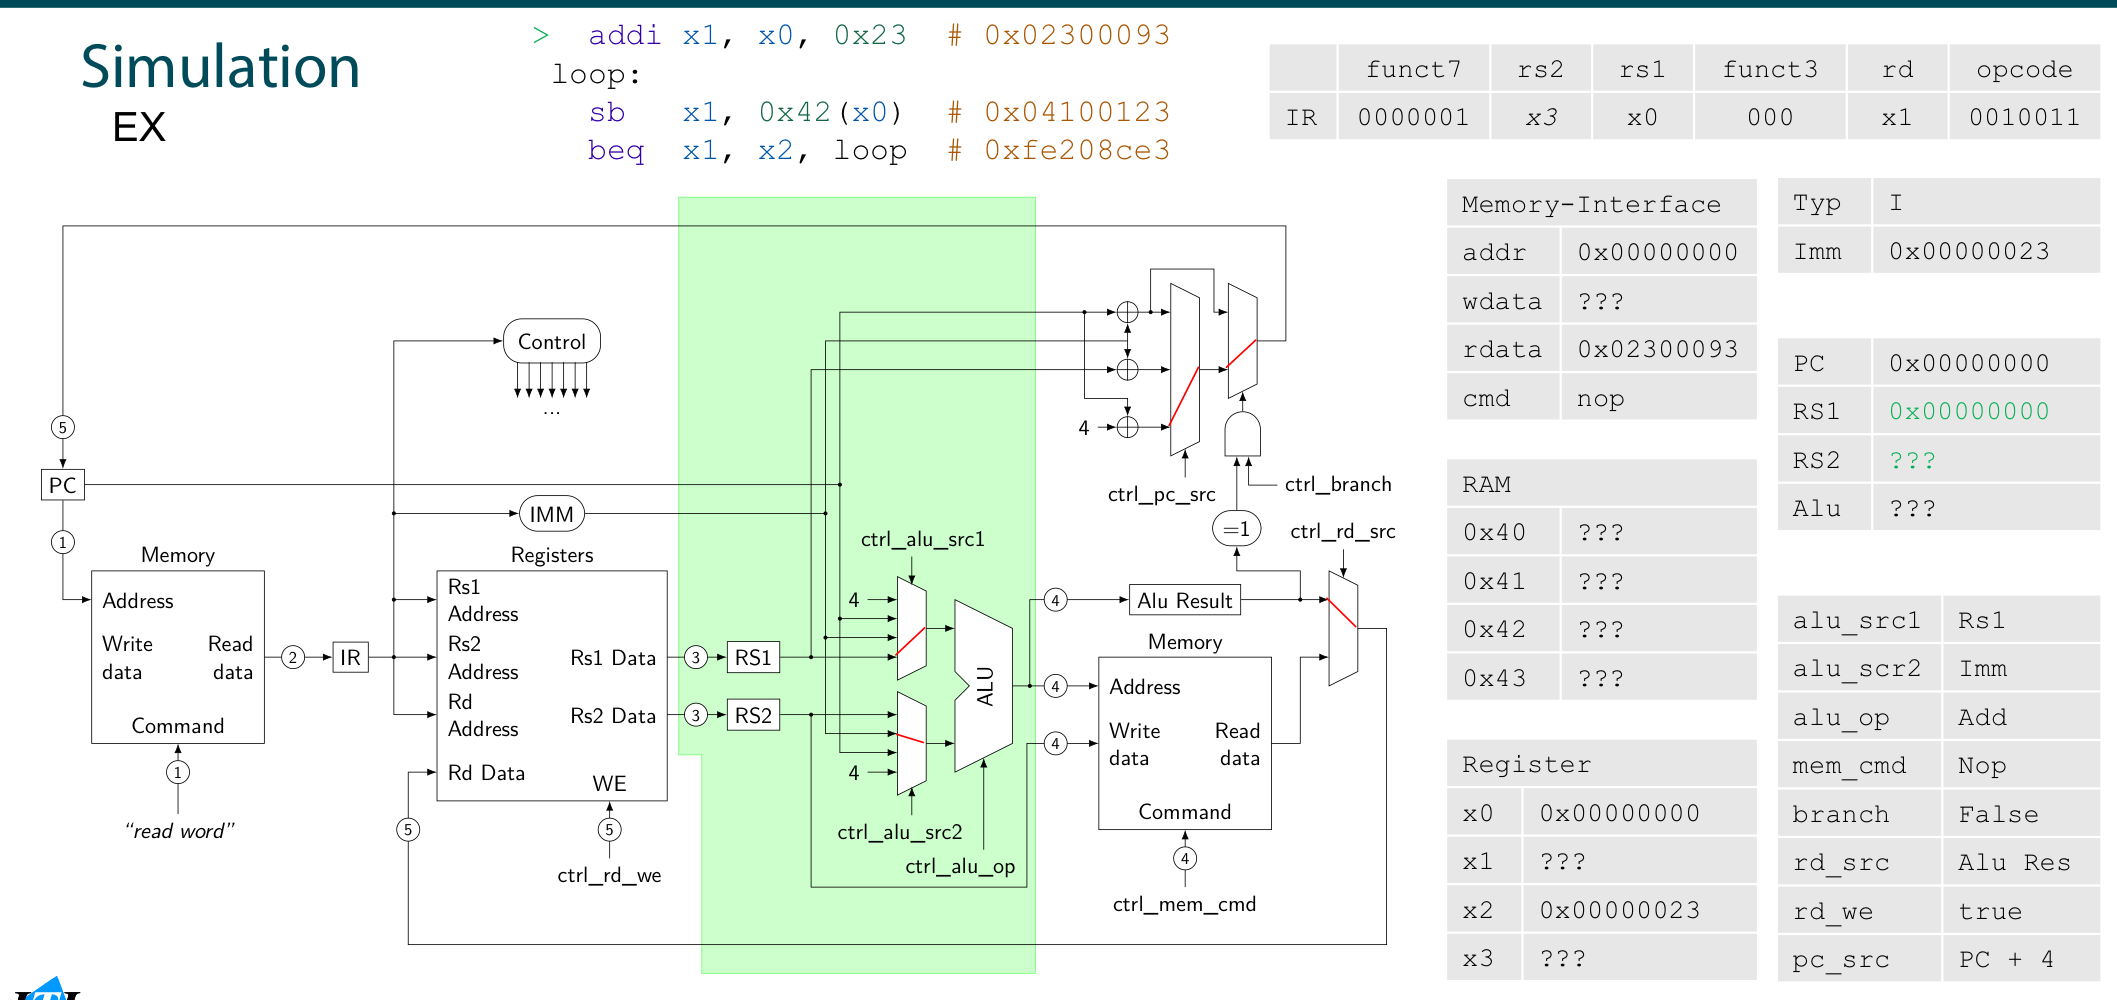 Simulation
EX
> addi x1, x0, 0x23 # 0x02300093
loop:
sb x1, 0x42(x0) # 0x04100123
beq x1, x2, loop # 0xfe208ce3
funct7 rs2 rs1 funct3 rd opcode
IR 0000001 x3 x0 000 x1 0010011
Memory-Interface
addr 0x00000000
wdata ???
rdata 0x02300093
cmd nop
Typ I
Imm 0x00000023
PC 0x00000000
RS1 0x00000000
RS2 ???
Alu ???
RAM
0x40 ???
0x41 ???
0x42 ???
0x43 ???
Register
x0 0x00000000
x1 ???
x2 0x00000023
x3 ???
alu_src1 Rs1
alu_scr2 Imm
alu_op Add
mem_cmd Nop
branch False
rd_src Alu Res
rd_we true
pc_src PC + 4
Control
...
5
PC
1
IMM
Memory
Address
Write data
Read data
Command
1
“read word”
2
IR
Registers
Rs1 Address
Rs2 Address
Rd Address
Rd Data
Rs1 Data
Rs2 Data
WE
5
5
ctrl_rd_we
3
RS1
3
RS2
ctrl_alu_src1
4
4
ctrl_alu_src2
ALU
ctrl_alu_op
4
ctrl_pc_src
ctrl_branch
=1
ctrl_rd_src
4
Alu Result
4
4
Memory
Address
Write data
Read data
Command
4
ctrl_mem_cmd